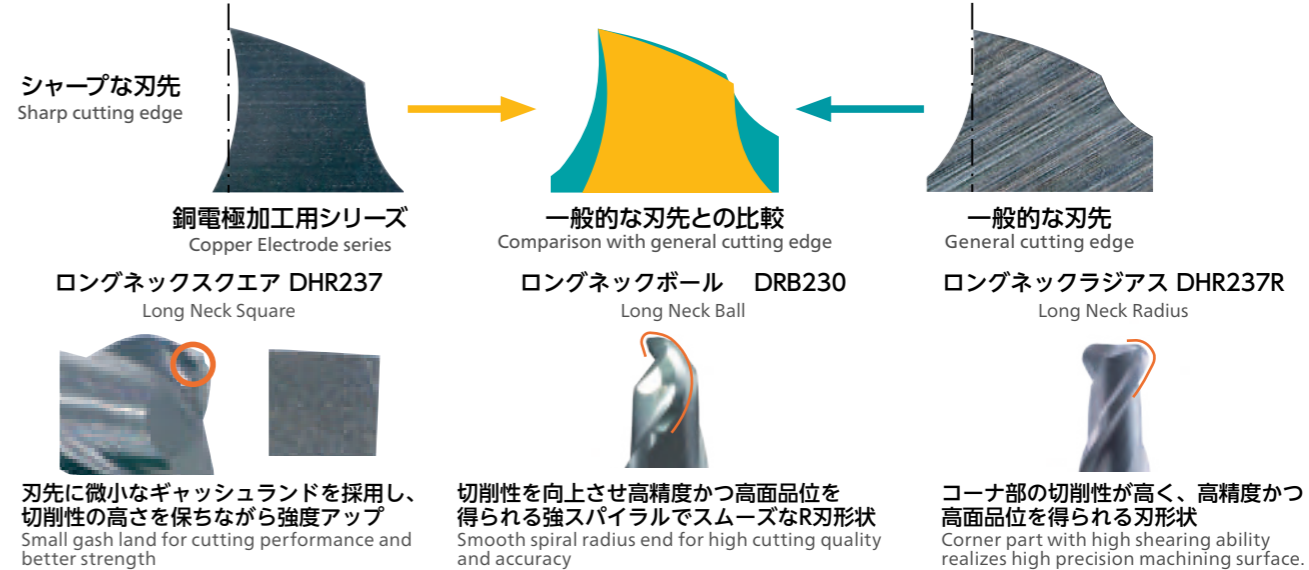 シャープな刃先
Sharp cutting edge
銅電極加工用シリーズ
Copper Electrode series
一般的な刃先との比較
Comparison with general cutting edge
一般的な刃先
General cutting edge
ロングネックスクエア DHR237
Long Neck Square
ロングネックボール DRB230
Long Neck Ball
ロングネックラジアス DHR237R
Long Neck Radius
刃先に微小なギャッシュランドを採用し、
切削性の高さを保ちながら強度アップ
Small gash land for cutting performance and
better strength
切削性を向上させ高精度かつ高面品位を
得られる強スパイラルでスムーズなR刃形状
Smooth spiral radius end for high cutting quality
and accuracy
コーナ部の切削性が高く、高精度かつ
高面品位を得られる刃形状
Corner part with high shearing ability
realizes high precision machining surface.